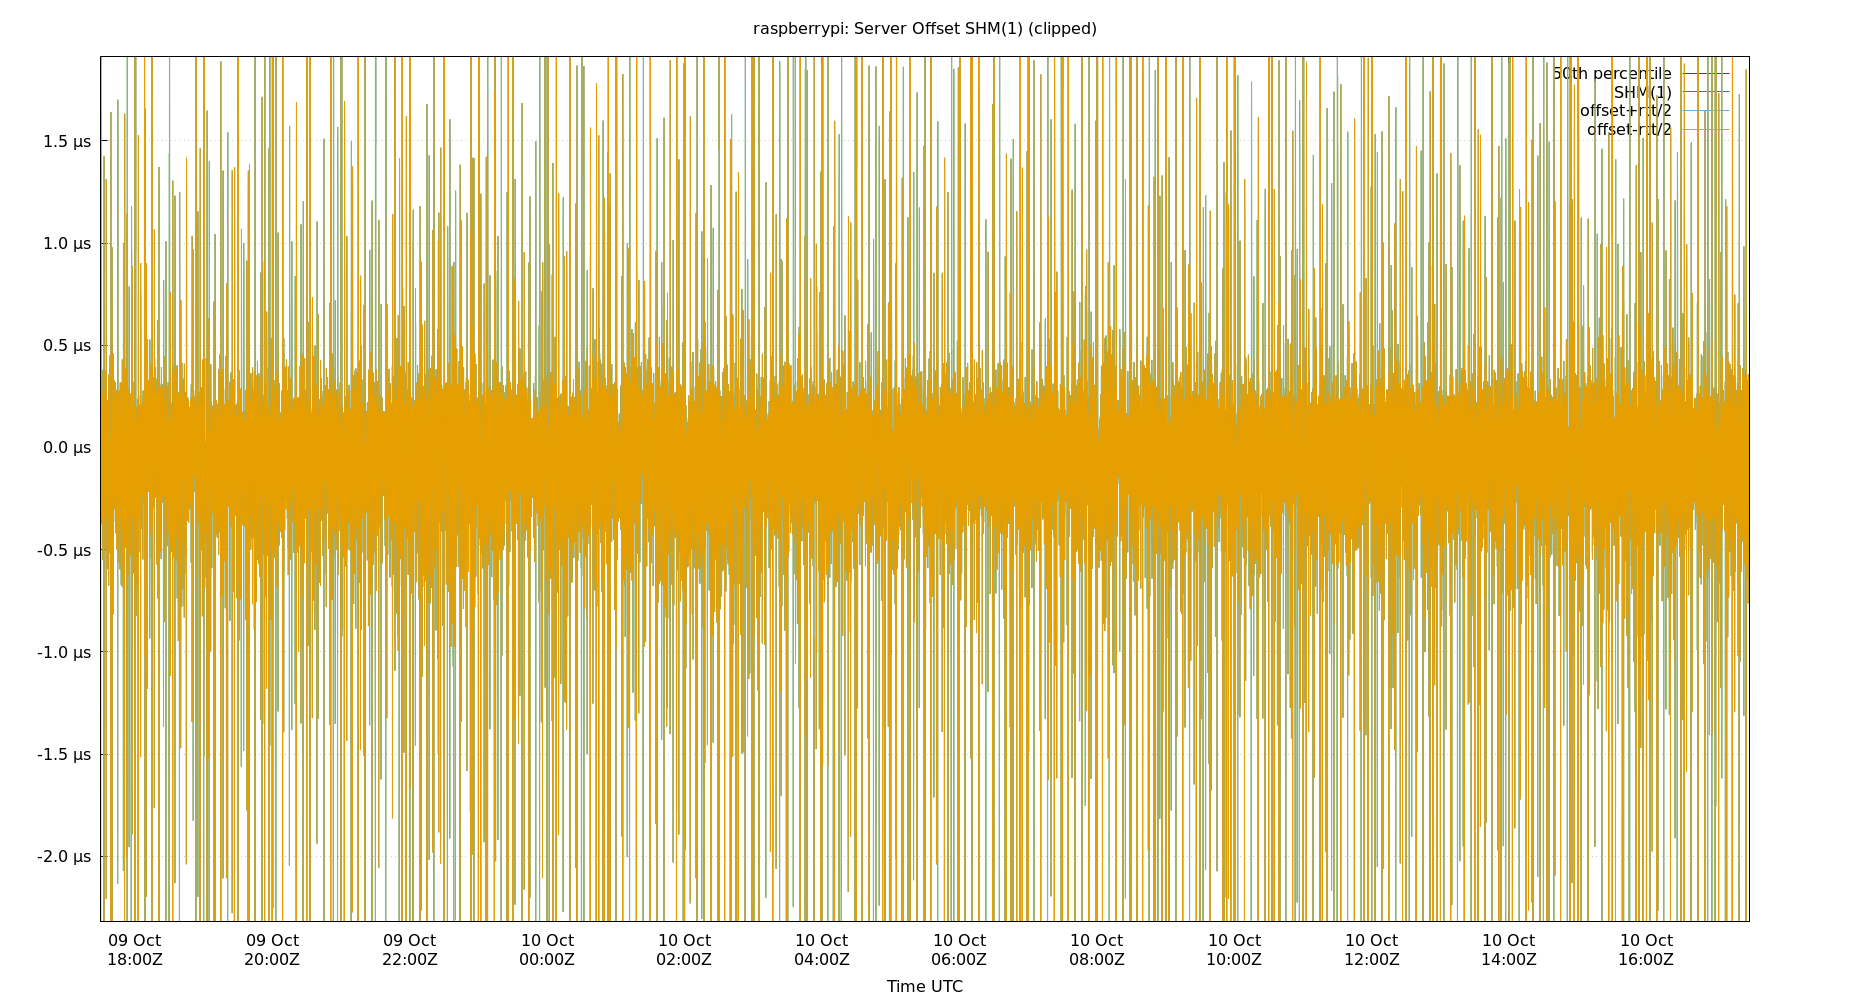 raspberrypi: Server Offset SHM(1) (clipped)
50th percentile
SHM(1)
offset+rtt/2
offset-rtt/2
1.5 µs
1.0 µs
0.5 µs
0.0 µs
-0.5 µs
-1.0 µs
-1.5 µs
-2.0 µs
09 Oct 09 Oct 09 Oct 10 Oct 10 Oct 10 Oct 10 Oct 10 Oct 10 Oct 10 Oct 10 Oct 10 Oct
18:00Z 20:00Z 22:00Z 00:00Z 02:00Z 04:00Z 06:00Z 08:00Z 10:00Z 12:00Z 14:00Z 16:00Z
Time UTC